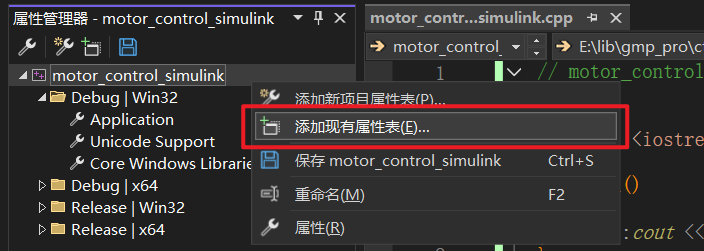 属性管理器 - motor_control_simulink
motor_control_simulink
Debug | Win32
Application
Unicode Support
Core Windows Librarie
Debug | x64
Release | Win32
Release | x64
添加新项目属性表(P)...
添加现有属性表(E)...
保存 motor_control_simulink Ctrl+S
重命名(M) F2
属性(R)
motor_contr...simulink.cpp
motor_control_ E:\lib\gmp_pro\ct
1 // motor_control
<iostre
()
:cout <<